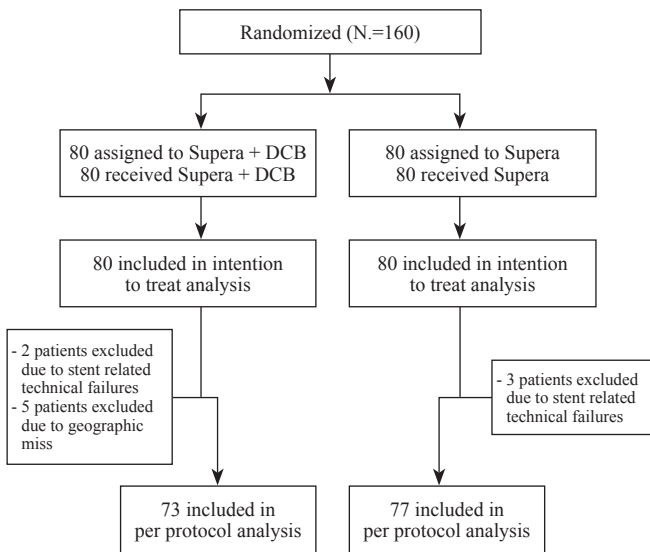 Randomized (N.=160)
80 assigned to Supera + DCB
80 received Supera + DCB
80 assigned to Supera
80 received Supera
80 included in intention
to treat analysis
80 included in intention
to treat analysis
- 2 patients excluded
due to stent related
technical failures
- 5 patients excluded
due to geographic
miss
- 3 patients excluded
due to stent related
technical failures
73 included in
per protocol analysis
77 included in
per protocol analysis